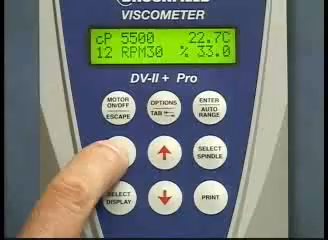 BROOKFIELD
VISCOMETER
cP 5500 22.7C
12 RPM30 % 33.0
DV-II+ Pro
MOTOR
ON/OFF
ESCAPE
OPTIONS
TAB
ENTER
AUTO
RANGE
SELECT
SPINDLE
SELECT
DISPLAY
PRINT